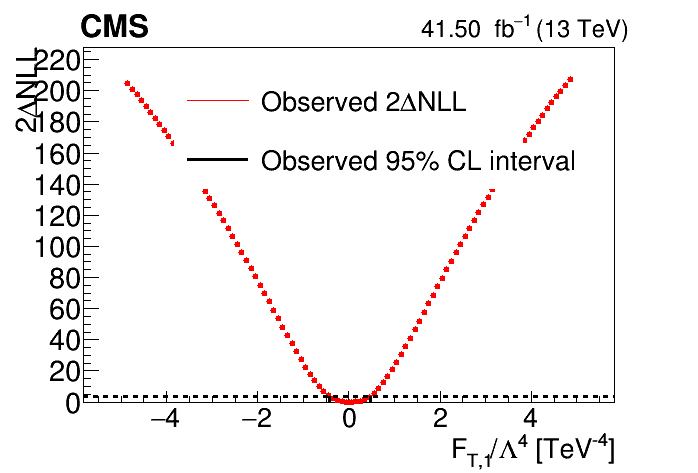 CMS
41.50 fb⁻¹ (13 TeV)
2ΔNLL
220
200
180
160
140
120
100
80
60
40
20
0
Observed 2ΔNLL
Observed 95% CL interval
−4 −2 0 2 4
F_T,1/Λ⁴ [TeV⁻⁴]